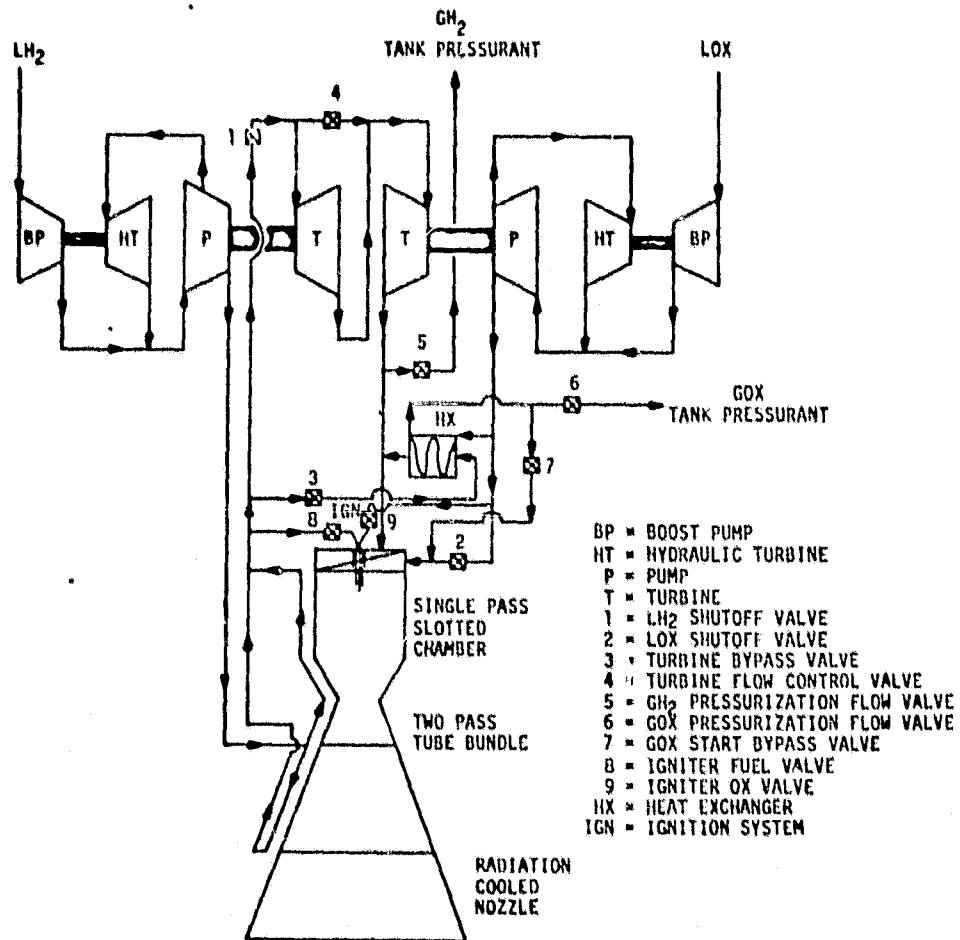 GH2
TANK PRESSURANT
LH2
LOX
4
1
BP
HT
P
T
T
P
HT
BP
5
6
GOX
TANK PRESSURANT
HX
7
3
IGN
8
9
2
SINGLE PASS
SLOTTED
CHAMBER
TWO PASS
TUBE BUNDLE
RADIATION
COOLED
NOZZLE
BP = BOOST PUMP
HT = HYDRAULIC TURBINE
P = PUMP
T = TURBINE
1 = LH2 SHUTOFF VALVE
2 = LOX SHUTOFF VALVE
3 = TURBINE BYPASS VALVE
4 = TURBINE FLOW CONTROL VALVE
5 = GH2 PRESSURIZATION FLOW VALVE
6 = GOX PRESSURIZATION FLOW VALVE
7 = GOX START BYPASS VALVE
8 = IGNITER FUEL VALVE
9 = IGNITER OX VALVE
HX = HEAT EXCHANGER
IGN = IGNITION SYSTEM